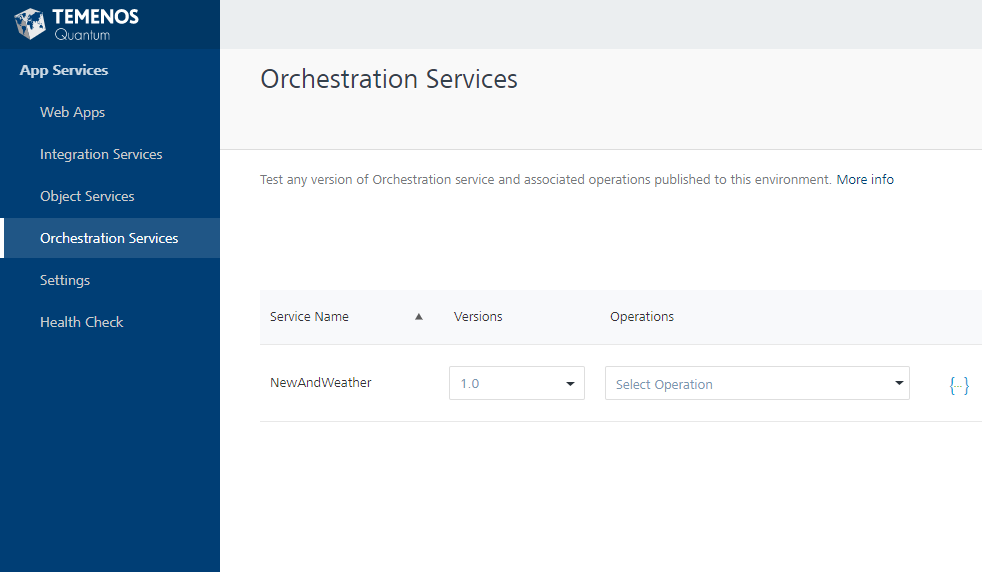 TEMENOS
Quantum
App Services
Web Apps
Integration Services
Object Services
Orchestration Services
Settings
Health Check
Orchestration Services
Test any version of Orchestration service and associated operations published to this environment. More info
Service Name ▲ Versions Operations
NewAndWeather 1.0 Select Operation {...}